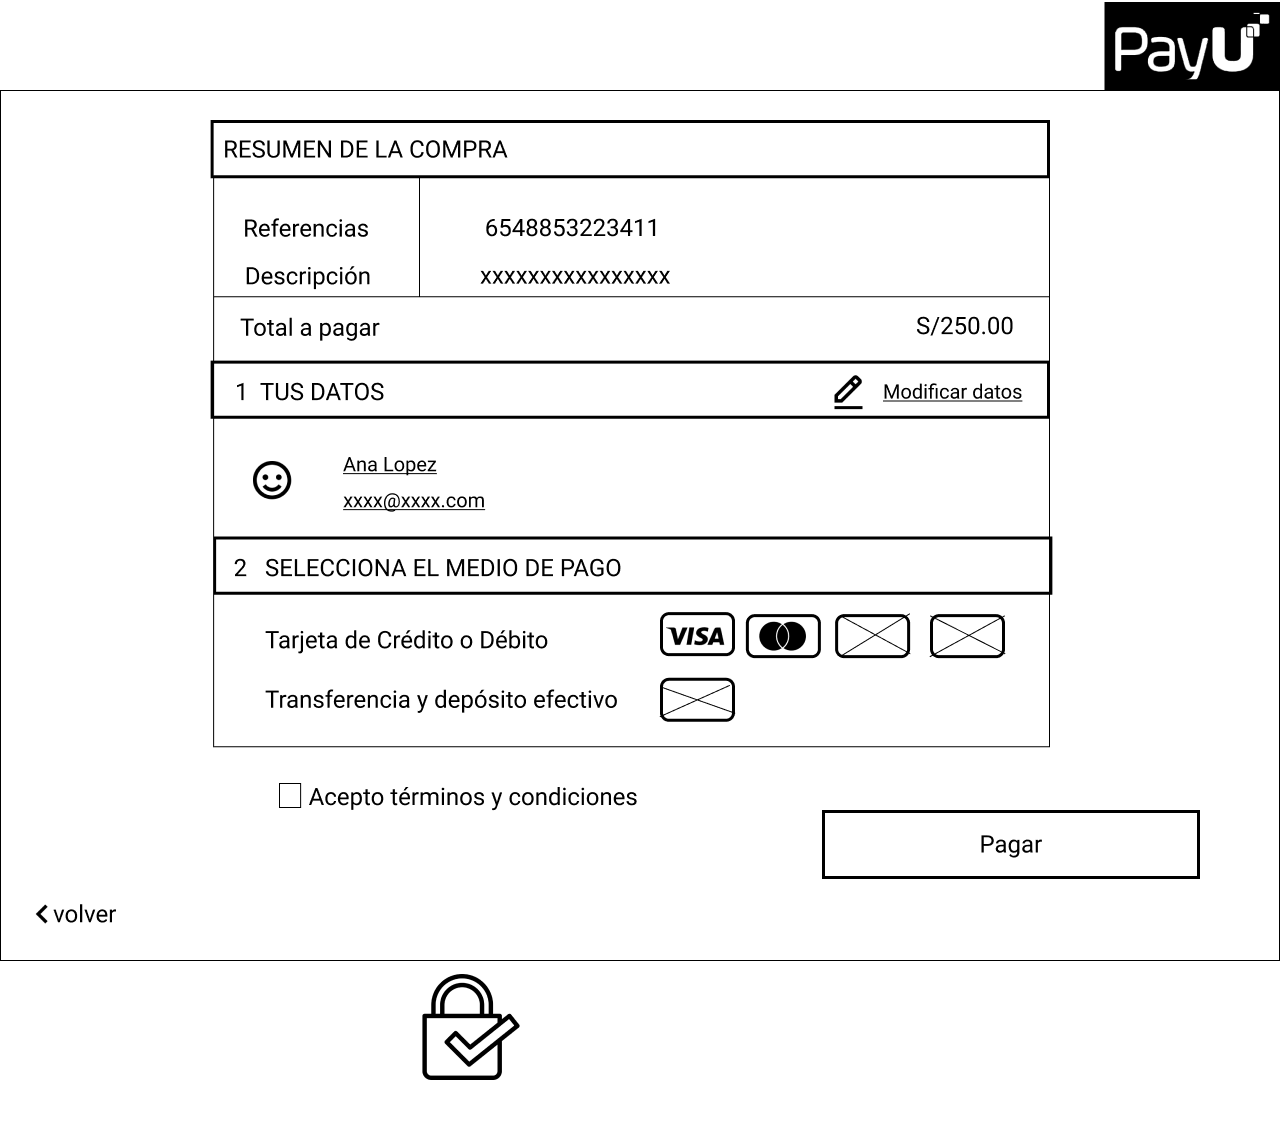 PayU
RESUMEN DE LA COMPRA
Referencias 6548853223411
Descripción xxxxxxxxxxxxxxxx
Total a pagar S/250.00
1 TUS DATOS Modificar datos
Ana Lopez
xxxx@xxxx.com
2 SELECCIONA EL MEDIO DE PAGO
Tarjeta de Crédito o Débito VISA
Transferencia y depósito efectivo
Acepto términos y condiciones
Pagar
volver